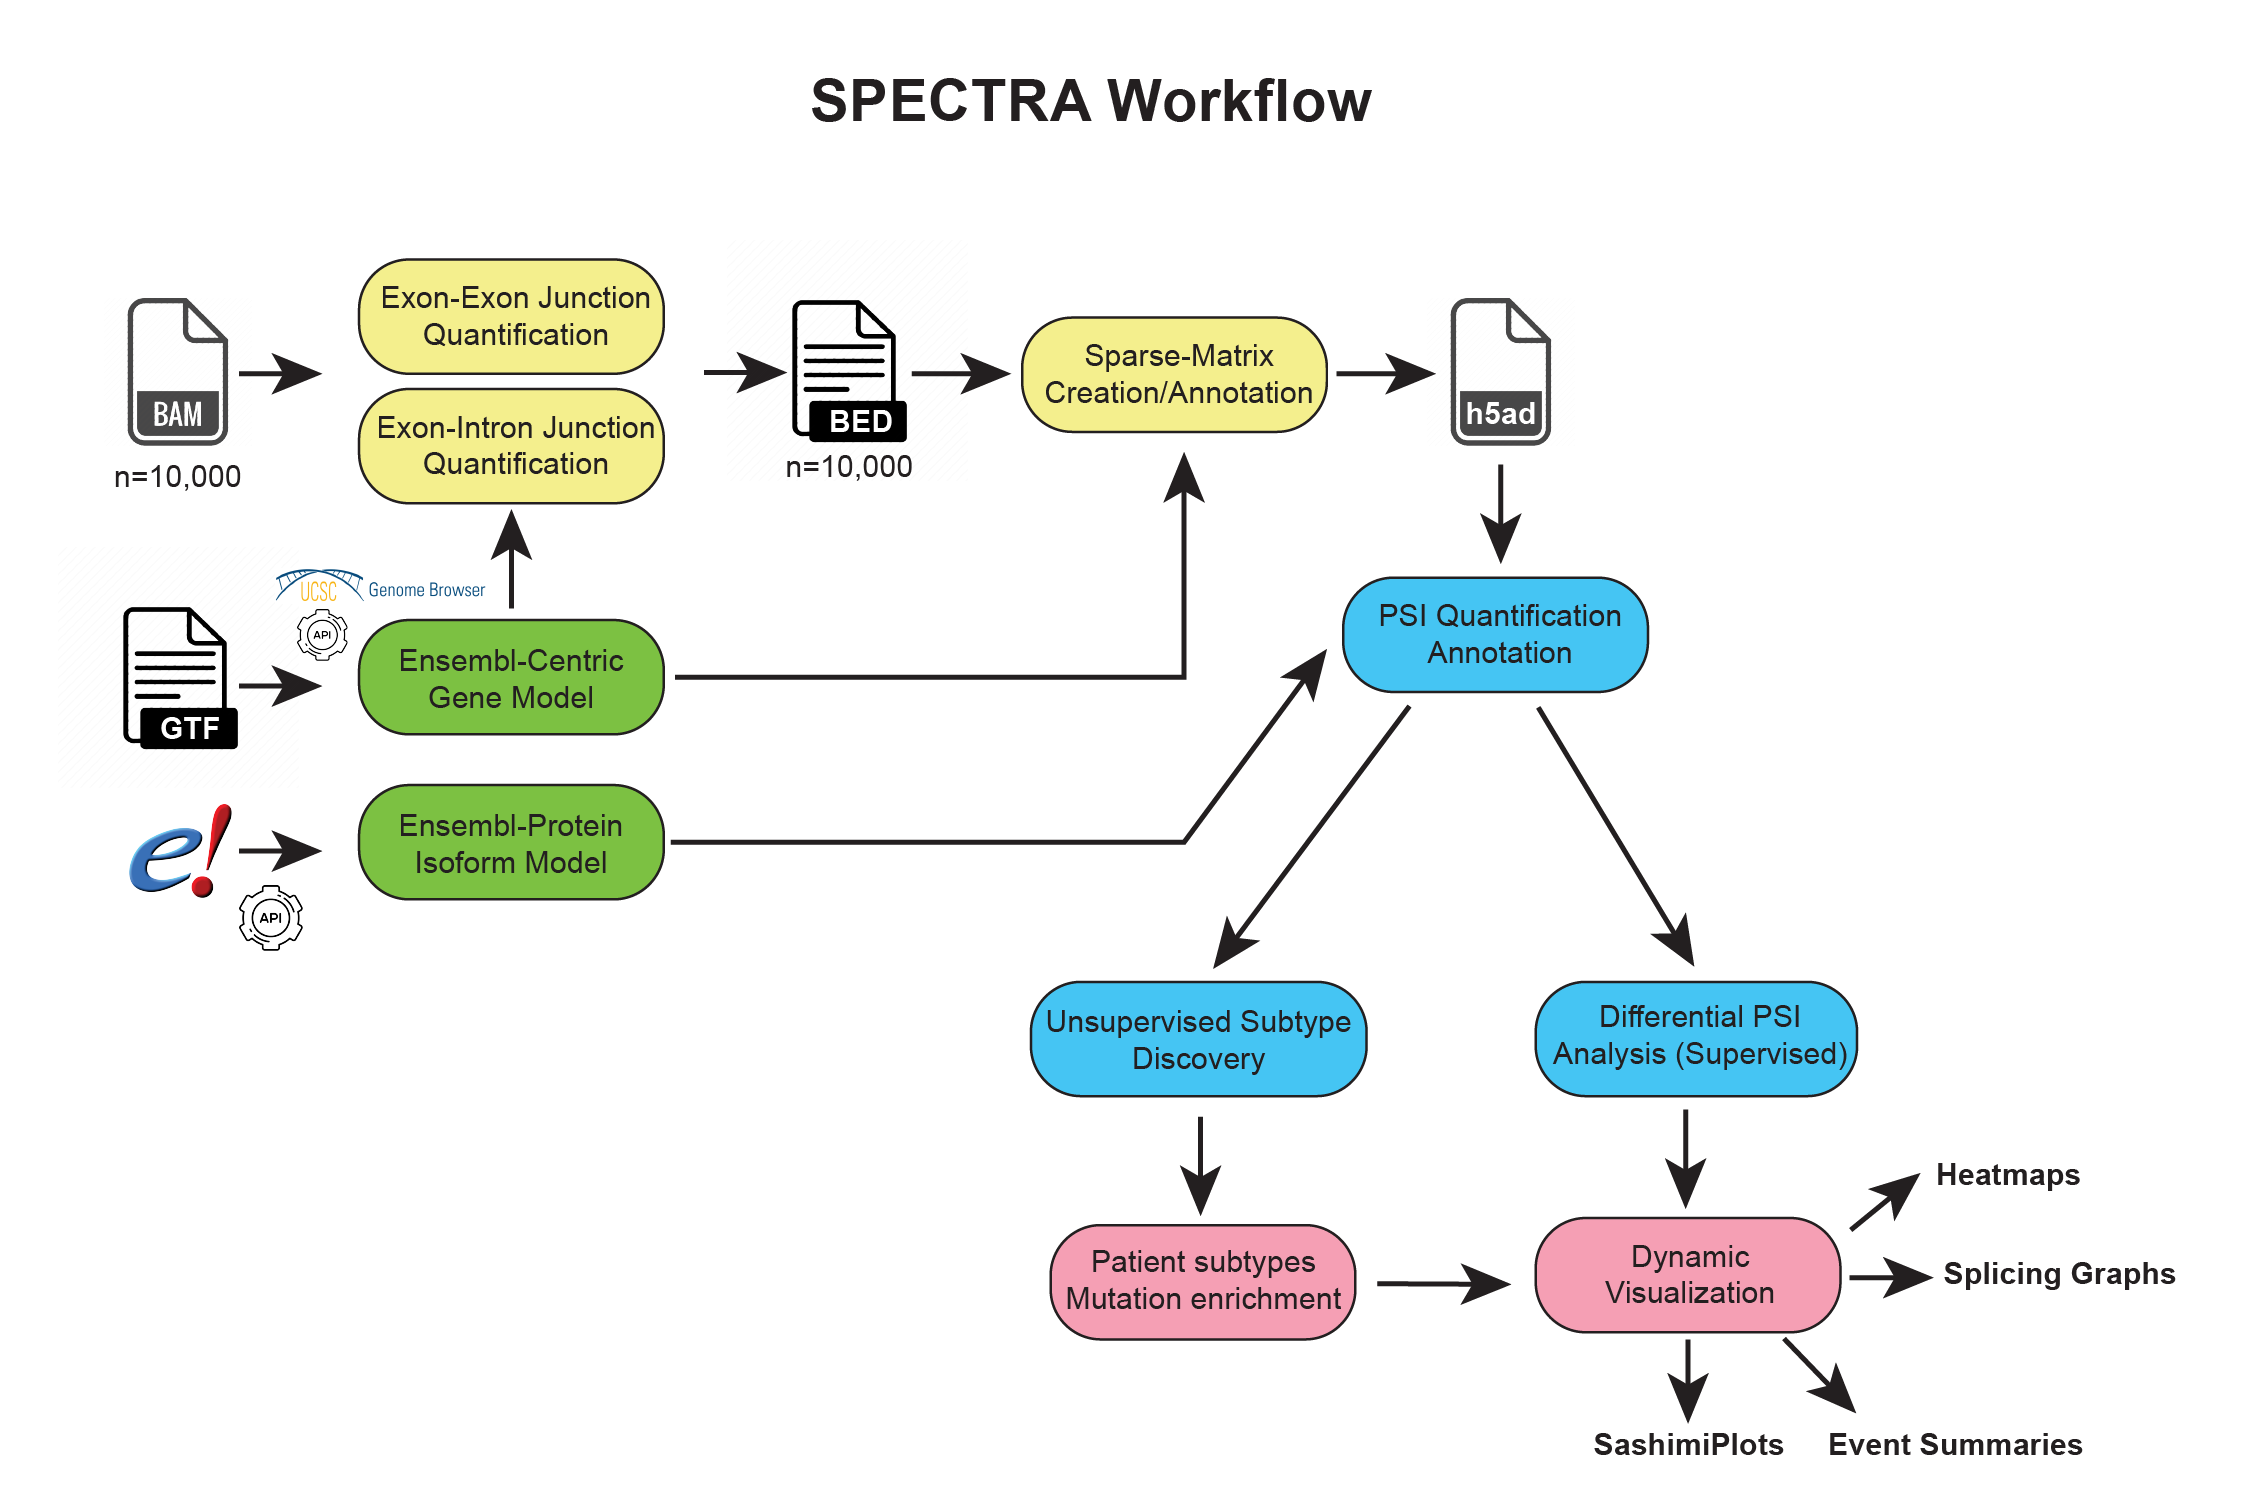 SPECTRA Workflow
BAM
n=10,000
Exon-Exon Junction
Quantification
Exon-Intron Junction
Quantification
BED
n=10,000
Sparse-Matrix
Creation/Annotation
h5ad
UCSC Genome Browser
API
GTF
Ensembl-Centric
Gene Model
PSI Quantification
Annotation
e!
API
Ensembl-Protein
Isoform Model
Unsupervised Subtype
Discovery
Differential PSI
Analysis (Supervised)
Patient subtypes
Mutation enrichment
Dynamic
Visualization
Heatmaps
Splicing Graphs
SashimiPlots
Event Summaries